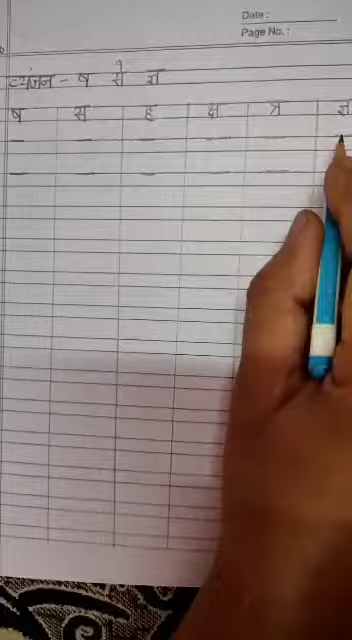 Date :
Page No. :
व्यंजन - ष से ज्ञ
ष स ह क्ष त्र ज्ञ